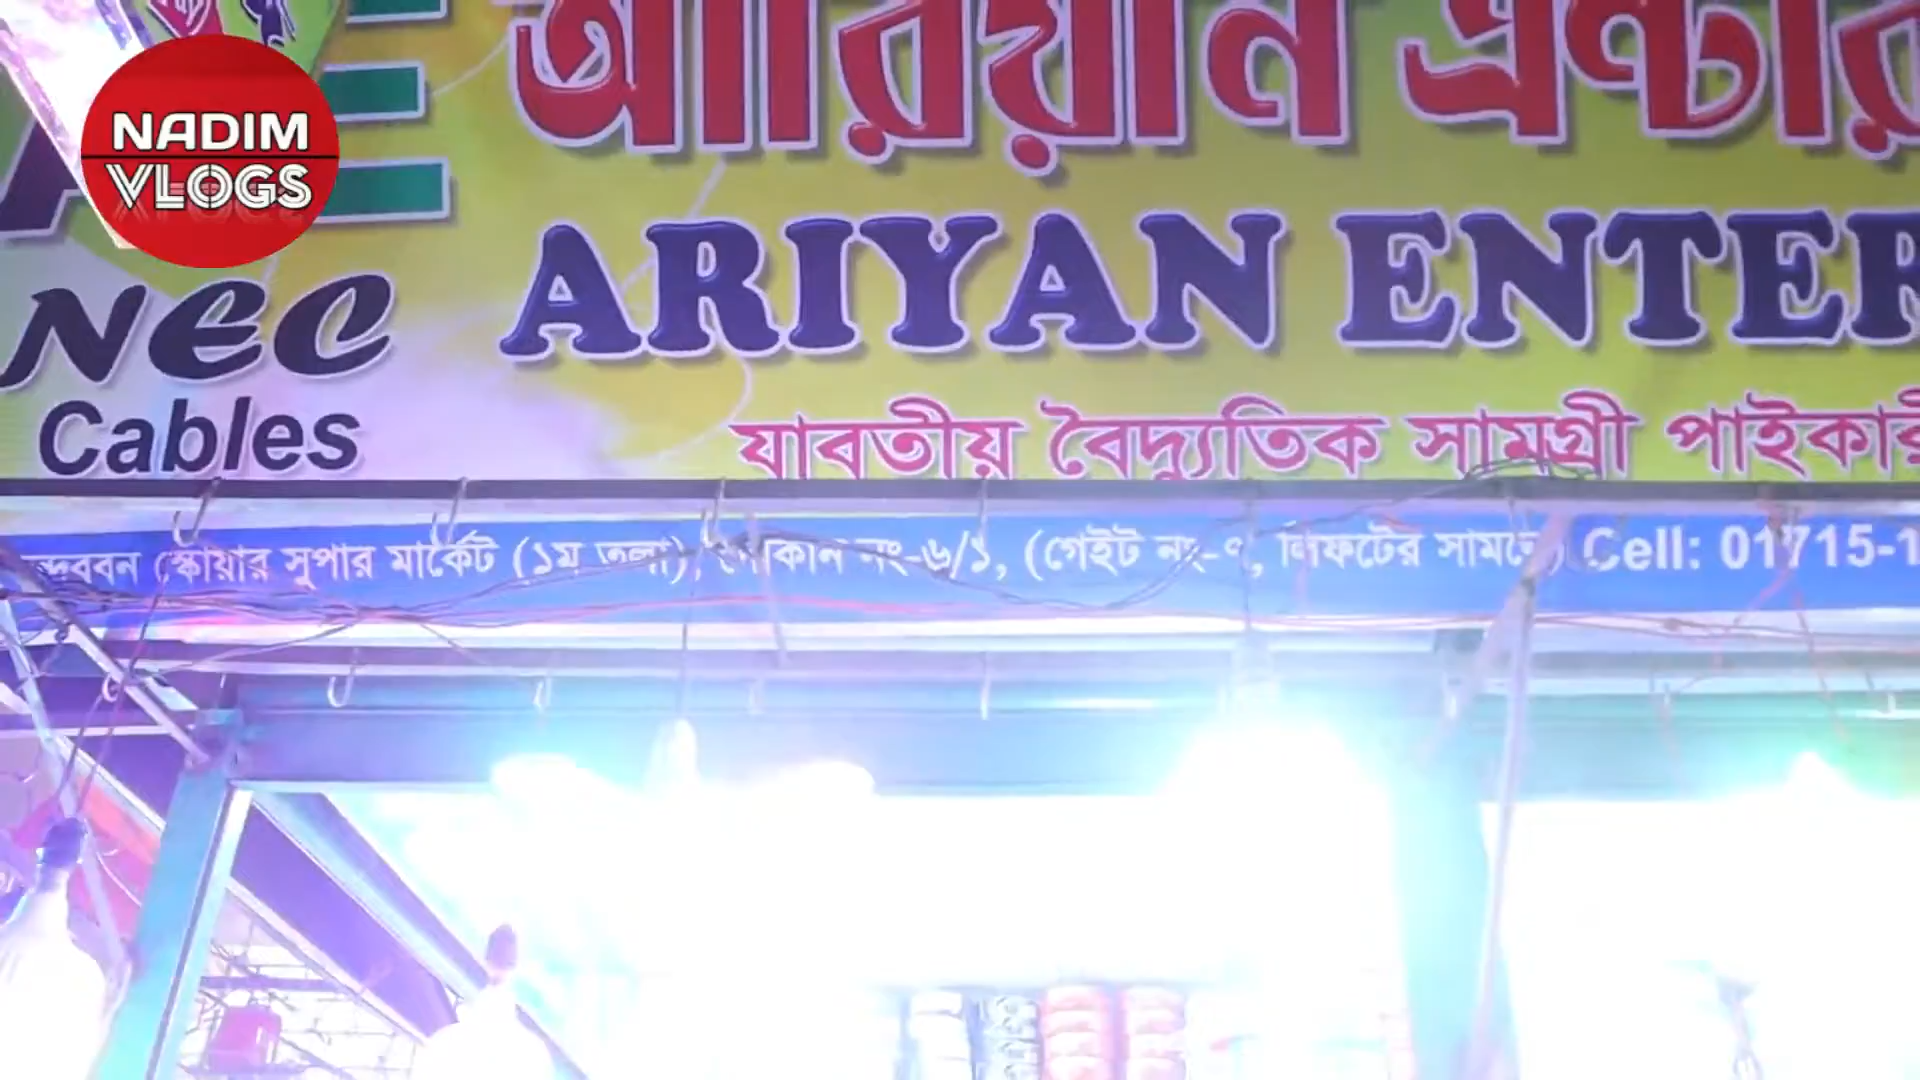 NADIM
VLOGS
আরিয়ান এন্টার
ARIYAN ENTER
NEC
Cables
যাবতীয় বৈদ্যুতিক সামগ্রী পাইকারী
স্কোয়ার সুপার মার্কেট (১ম তলা), দোকান নং-৬/১, (গেইট নং-৭, লিফটের সামনে) Cell: 01715-1